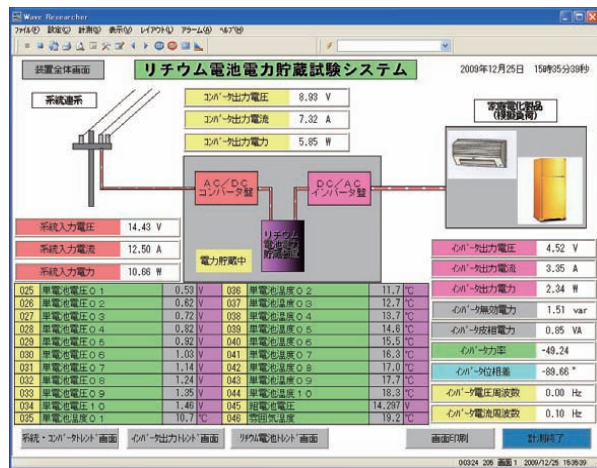 Wave Researcher
ファイル(F) 設定(C) 計測(Q) 表示(V) レイアウト(L) アラーム(A) ヘルプ(H)
装置全体画面 リチウム電池電力貯蔵試験システム 2009年12月25日 15時35分39秒
系統連系
コンバータ出力電圧 8.93 V
コンバータ出力電流 7.32 A
コンバータ出力電力 5.85 W
家庭電化製品
(模擬負荷)
AC/DC
コンバータ盤
DC/AC
インバータ盤
リチウム
電池電力
貯蔵装置
電力貯蔵中
系統入力電圧 14.43 V
系統入力電流 12.50 A
系統入力電力 10.66 W
インバータ出力電圧 4.52 V
インバータ出力電流 3.35 A
インバータ出力電力 2.34 W
インバータ無効電力 1.51 var
インバータ皮相電力 0.85 VA
インバータ力率 -49.24
インバータ位相差 -89.66 °
インバータ電圧周波数 0.00 Hz
インバータ電流周波数 0.10 Hz
025 単電池電圧01 0.53 V 036 単電池温度02 11.7 ℃
026 単電池電圧02 0.62 V 037 単電池温度03 12.7 ℃
027 単電池電圧03 0.72 V 038 単電池温度04 13.7 ℃
028 単電池電圧04 0.82 V 039 単電池温度05 14.6 ℃
029 単電池電圧05 0.92 V 040 単電池温度06 15.5 ℃
030 単電池電圧06 1.03 V 041 単電池温度07 16.3 ℃
031 単電池電圧07 1.14 V 042 単電池温度08 17.0 ℃
032 単電池電圧08 1.24 V 043 単電池温度09 17.7 ℃
033 単電池電圧09 1.35 V 044 単電池温度10 18.3 ℃
034 単電池電圧10 1.46 V 045 組電池電圧 14.297 V
035 単電池温度01 10.7 ℃ 046 雰囲気温度 19.2 ℃
系統・コンバータトレンド画面 インバータ出力トレンド画面 リチウム電池トレンド画面 画面印刷 計測終了
00324 205 画面1 2009/12/25 153539